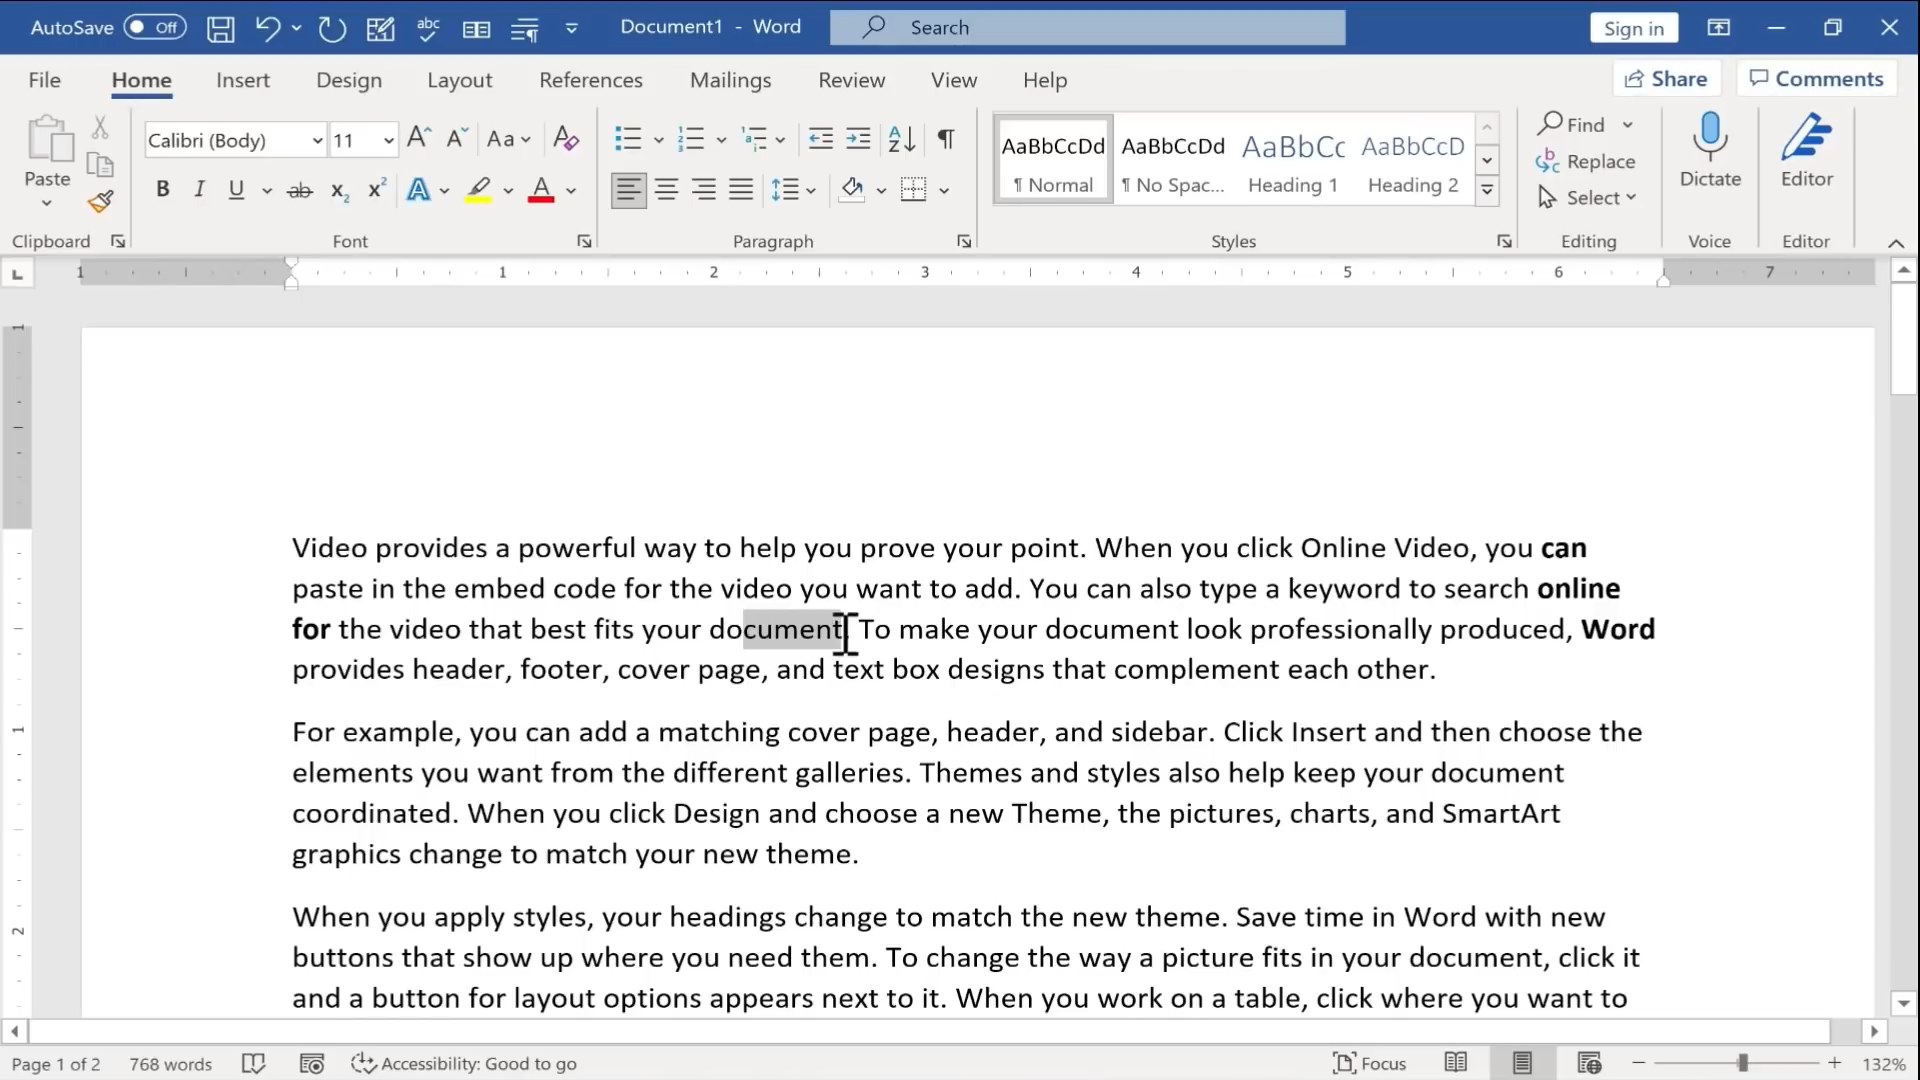 AutoSave Off Document1 - Word Search Sign in
File Home Insert Design Layout References Mailings Review View Help Share Comments
Calibri (Body) 11 A A Aa A AaBbCcDd AaBbCcDd AaBbCc AaBbCcD Find
Paste ¶ Normal ¶ No Spac... Heading 1 Heading 2 Replace Dictate Editor
B I U ab x₂ x² A A Select
Clipboard Font Paragraph Styles Editing Voice Editor
1 1 2 3 4 5 6 7
Video provides a powerful way to help you prove your point. When you click Online Video, you can
paste in the embed code for the video you want to add. You can also type a keyword to search online
for the video that best fits your document. To make your document look professionally produced, Word
provides header, footer, cover page, and text box designs that complement each other.
For example, you can add a matching cover page, header, and sidebar. Click Insert and then choose the
elements you want from the different galleries. Themes and styles also help keep your document
coordinated. When you click Design and choose a new Theme, the pictures, charts, and SmartArt
graphics change to match your new theme.
When you apply styles, your headings change to match the new theme. Save time in Word with new
buttons that show up where you need them. To change the way a picture fits in your document, click it
and a button for layout options appears next to it. When you work on a table, click where you want to
Page 1 of 2 768 words Accessibility: Good to go Focus 132%